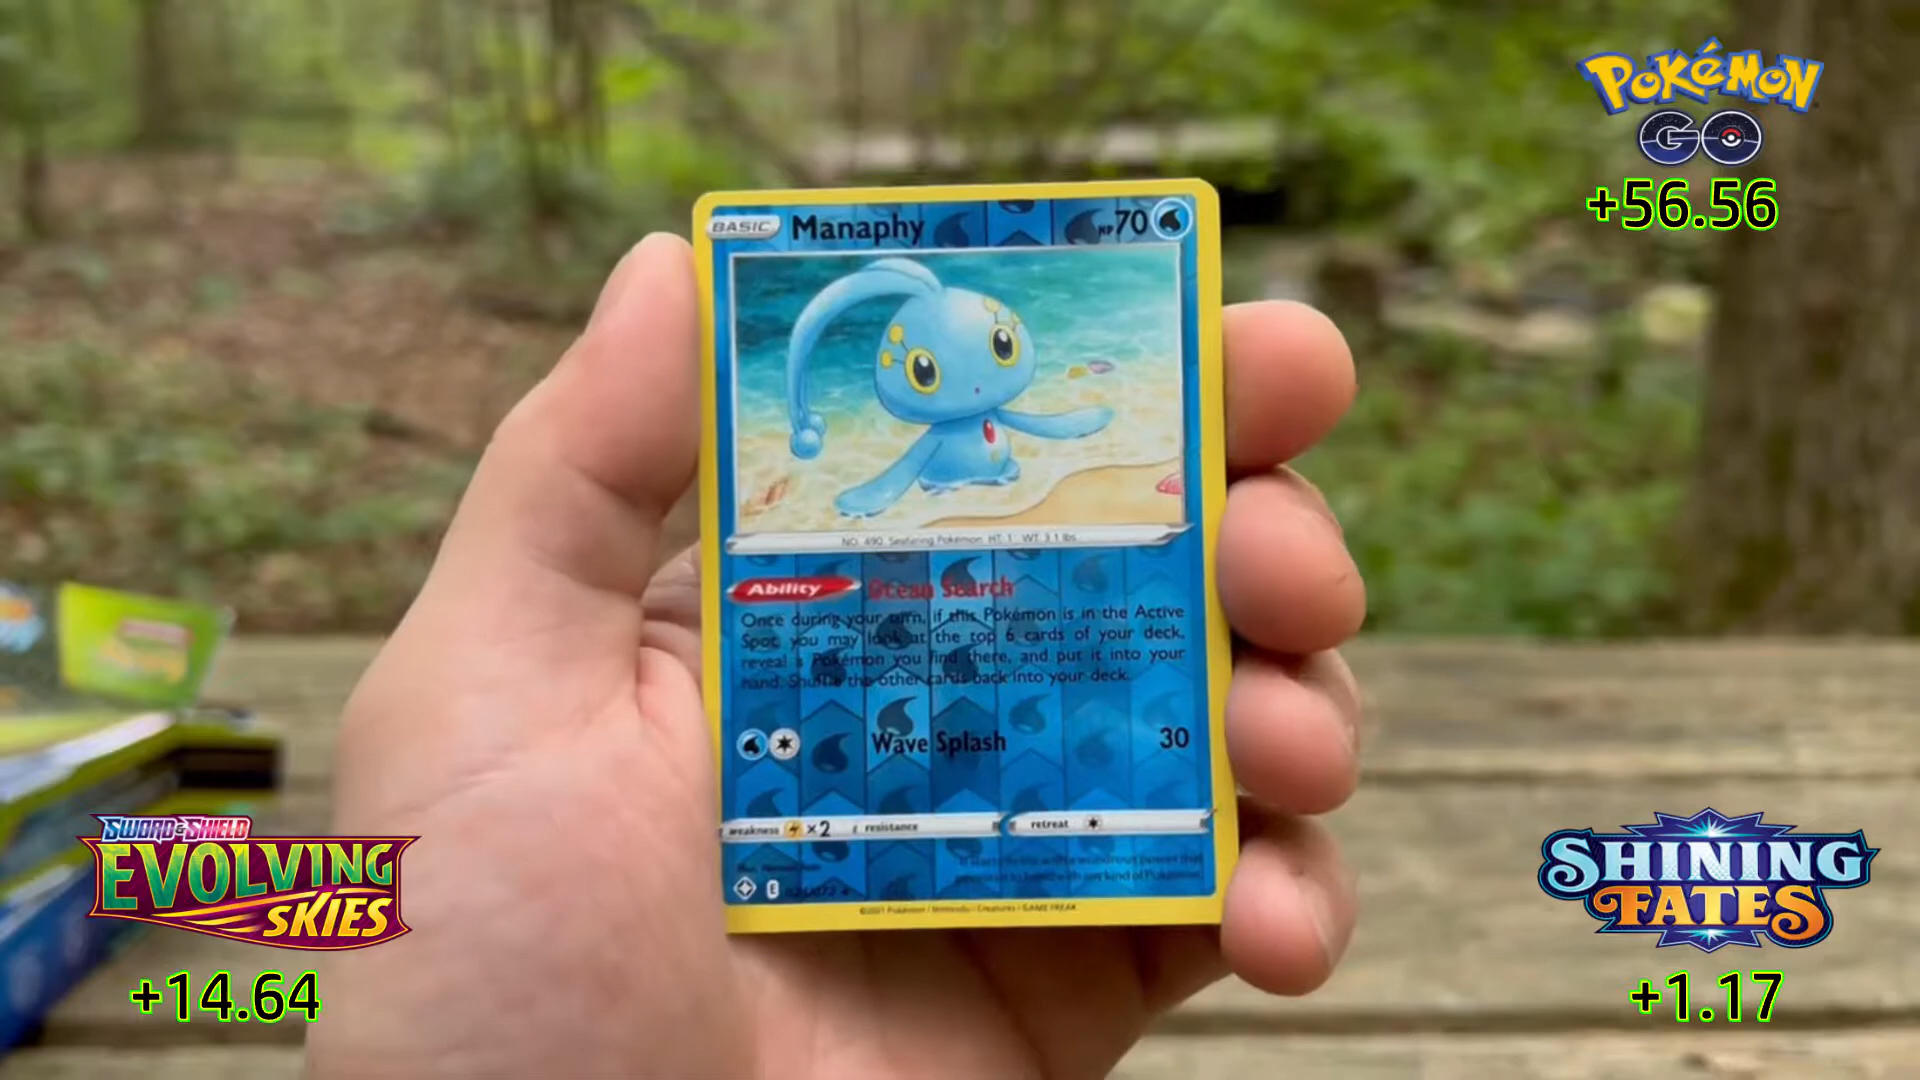 POKéMON
GO
+56.56
BASIC Manaphy HP 70
NO. 490 Seafaring Pokémon HT: 1' WT: 3.1 lbs.
Ability Ocean Search
Once during your turn, if this Pokémon is in the Active
Spot, you may look at the top 6 cards of your deck,
reveal a Pokémon you find there, and put it into your
hand. Shuffle the other cards back into your deck.
Wave Splash 30
weakness ×2 resistance retreat
E
©2021 Pokémon / Nintendo / Creatures / GAME FREAK
SWORD & SHIELD
EVOLVING
SKIES
+14.64
SHINING
FATES
+1.17